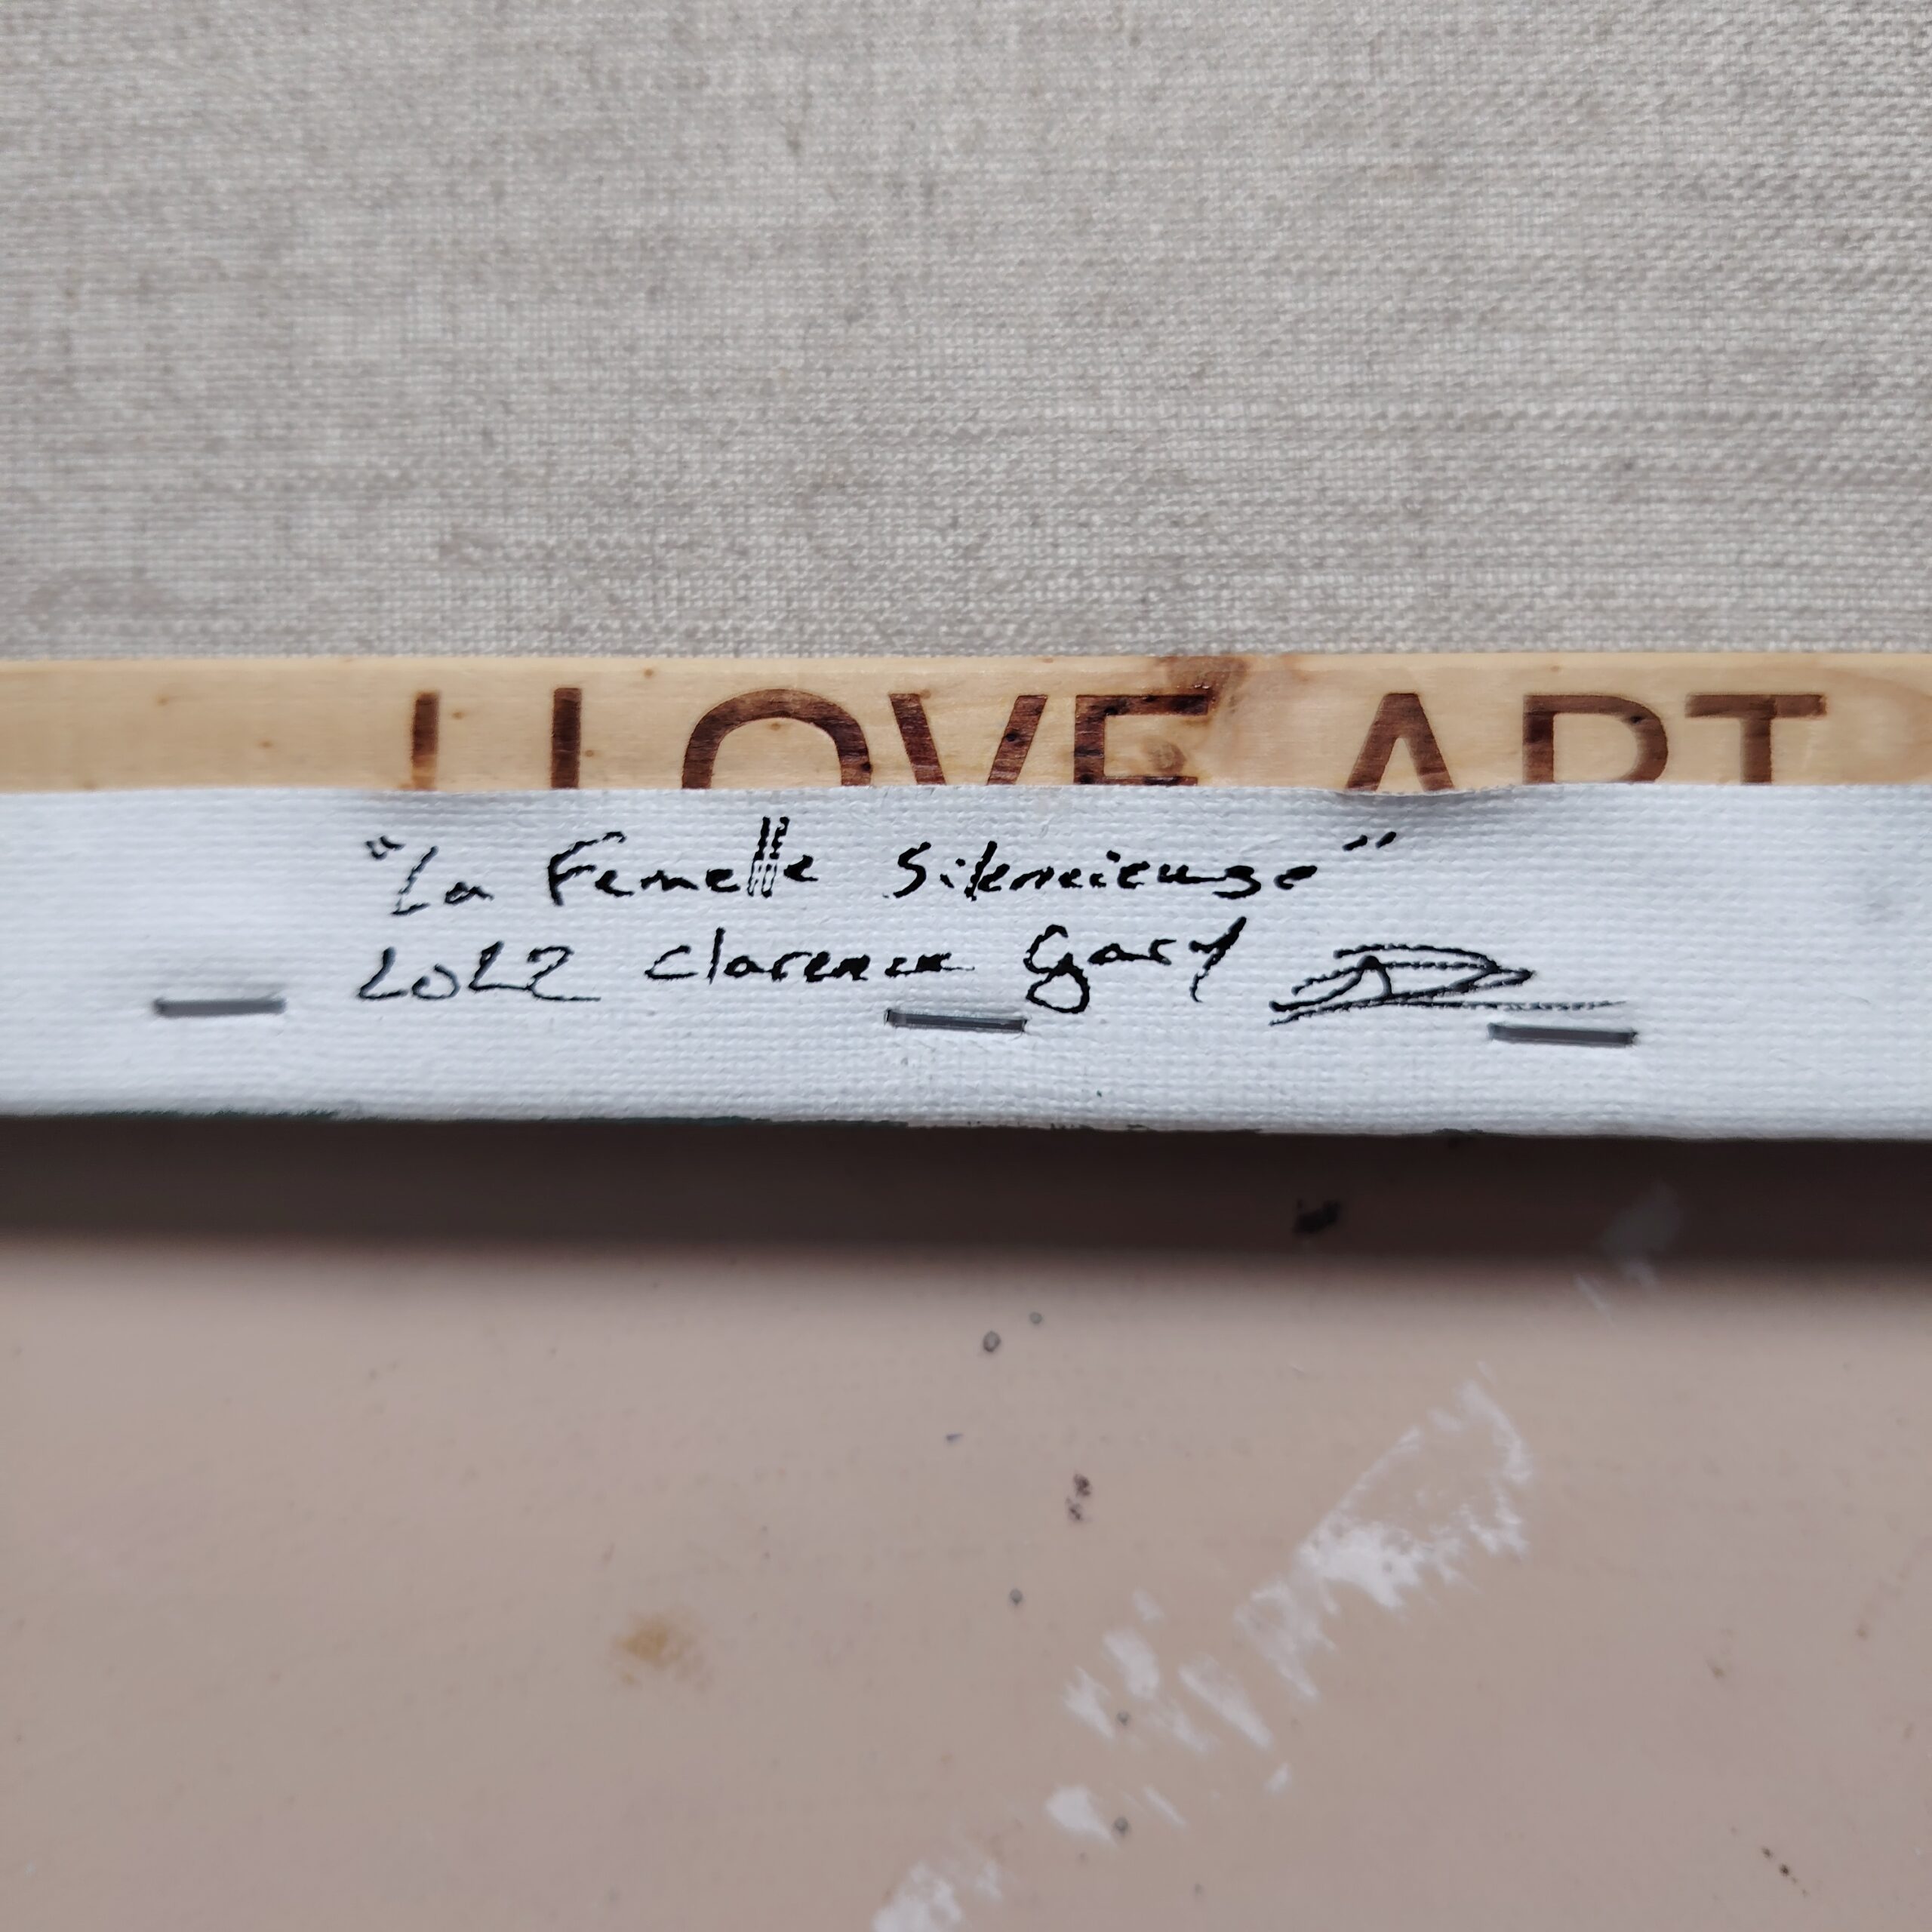 I LOVE ART
"La Femelle Silencieuse"
2022 Clarence Gary